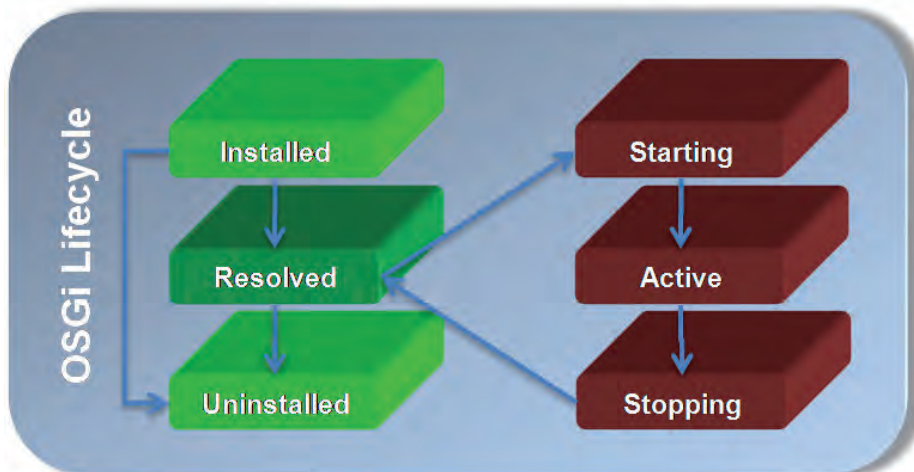 OSGi Lifecycle
Installed
Starting
Resolved
Active
Uninstalled
Stopping